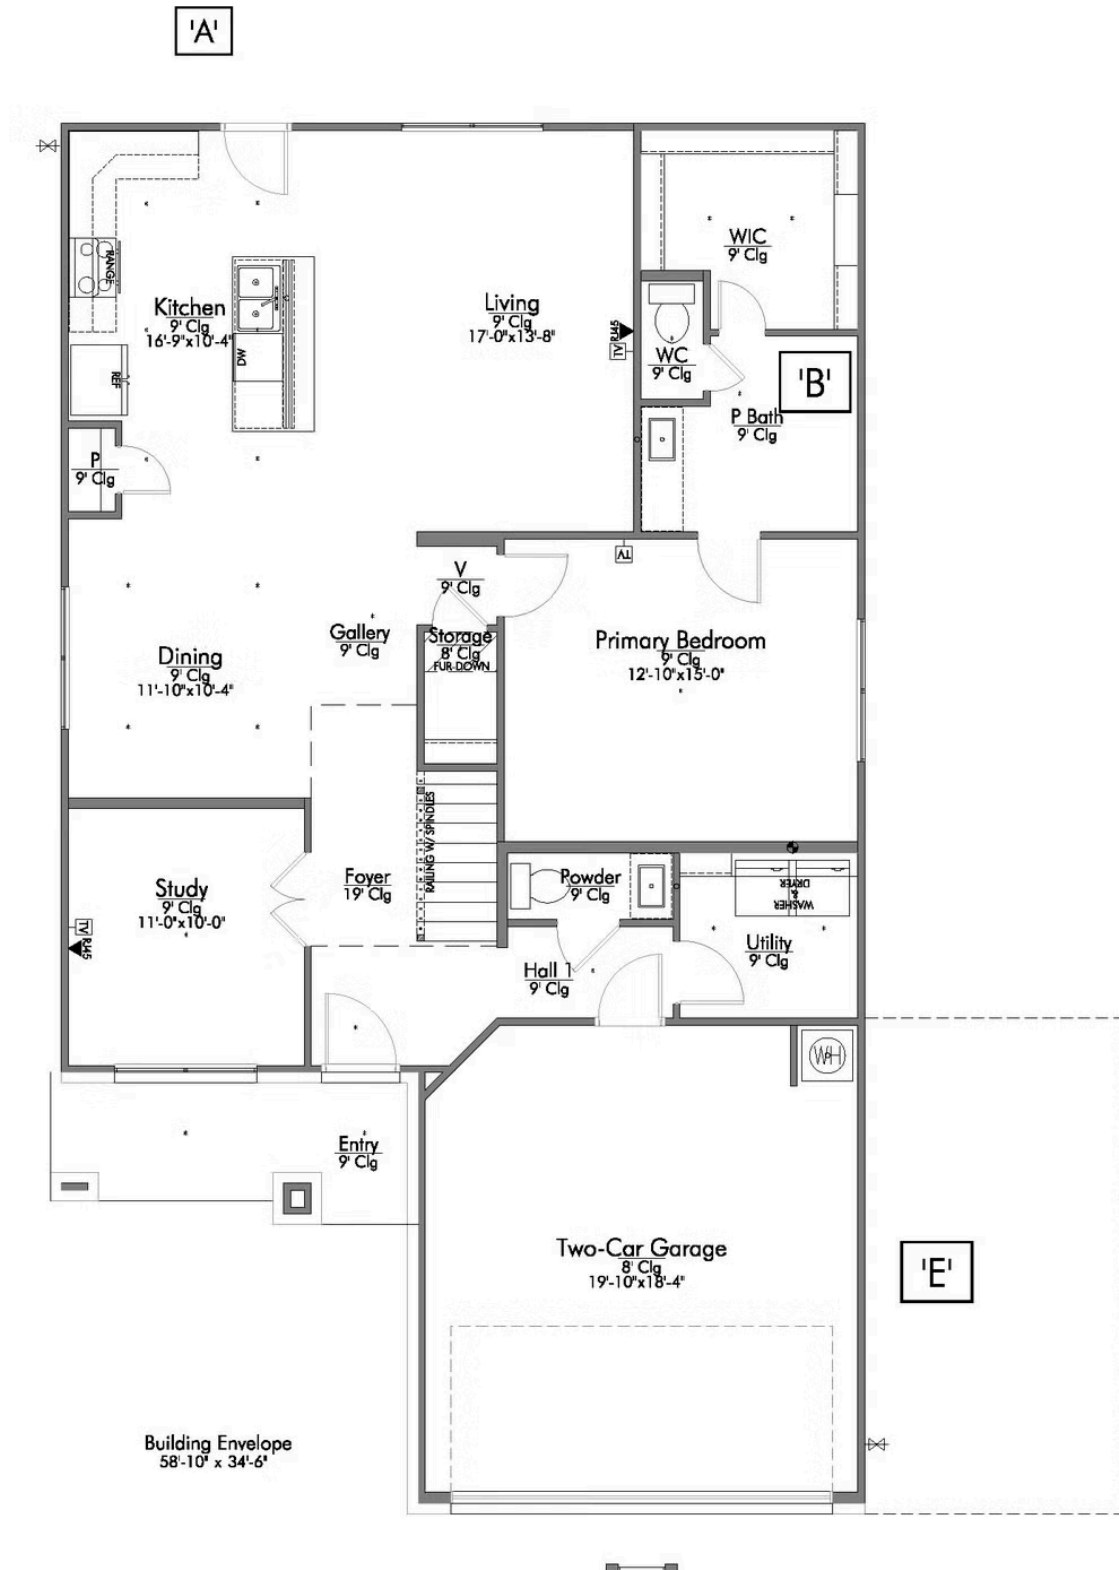 'A'
RANGE
Kitchen
9' Clg
16'-9"x10'-4"
DW
REF
Living
9' Clg
17'-0"x13'-8"
TV RJ45
WIC
9' Clg
WC
9' Clg
'B'
P Bath
9' Clg
P
9' Clg
TV
V
9' Clg
Storage
8' Clg
FUR-DOWN
Gallery
9' Clg
Dining
9' Clg
11'-10"x10'-4"
Primary Bedroom
9' Clg
12'-10"x15'-0"
RAILING W/ SPINDLES
Study
9' Clg
11'-0"x10'-0"
TV RJ45
Foyer
19' Clg
Powder
9' Clg
WASHER
DRYER
Utility
9' Clg
Hall 1
9' Clg
WH
Entry
9' Clg
Two-Car Garage
8' Clg
19'-10"x18'-4"
'E'
Building Envelope
58'-10" x 34'-6"